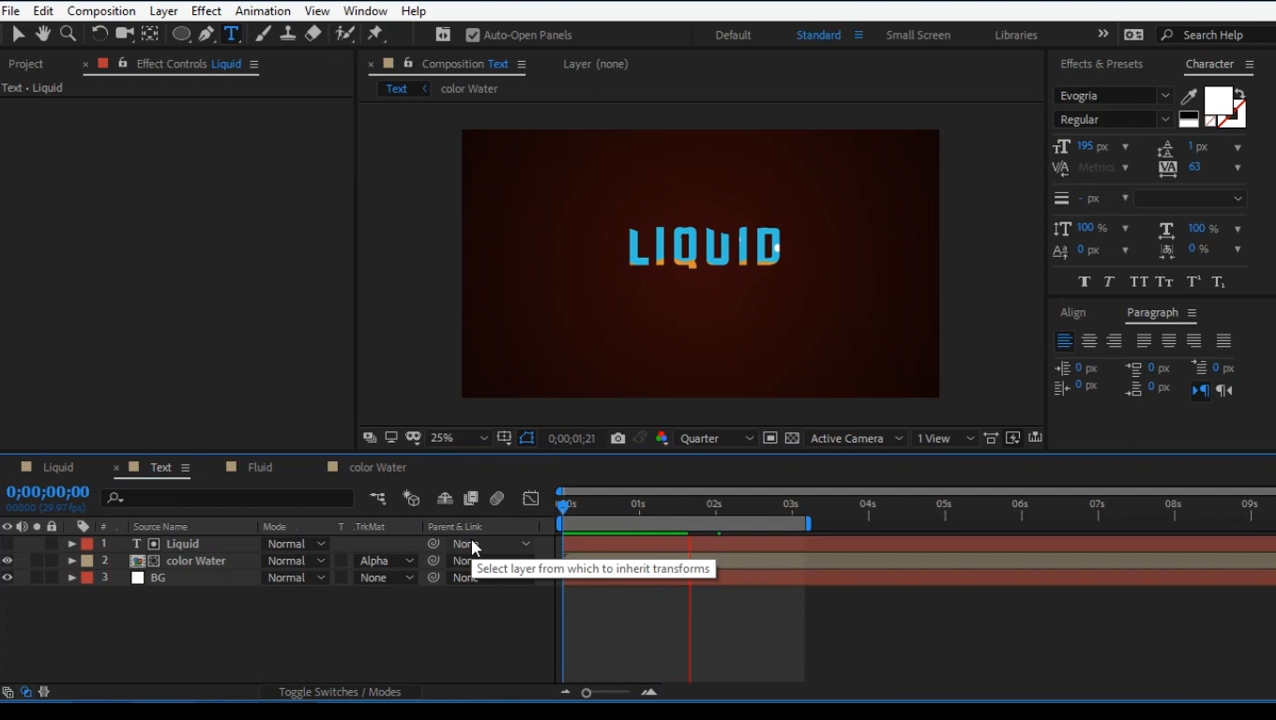 File Edit Composition Layer Effect Animation View Window Help
Auto-Open Panels Default Standard Small Screen Libraries Search Help
Project Effect Controls Liquid Composition Text Layer (none) Effects & Presets Character
Text • Liquid Text color Water
Evogria
Regular
195 px 1 px
Metrics 63
- px
100 % 100 %
0 px 0 %
T T TT Tt T¹ T₁
LIQUID
Align Paragraph
0 px 0 px 0 px
0 px 0 px
25% 0;00;01;21 Quarter Active Camera 1 View
Liquid Text Fluid color Water
0;00;00;00
00000 (29.97 fps)
01s 02s 03s 04s 05s 06s 07s 08s 09s
# Source Name Mode T .TrkMat Parent & Link
1 T Liquid Normal
2 color Water Normal Alpha
3 BG Normal None None
Select layer from which to inherit transforms
Toggle Switches / Modes